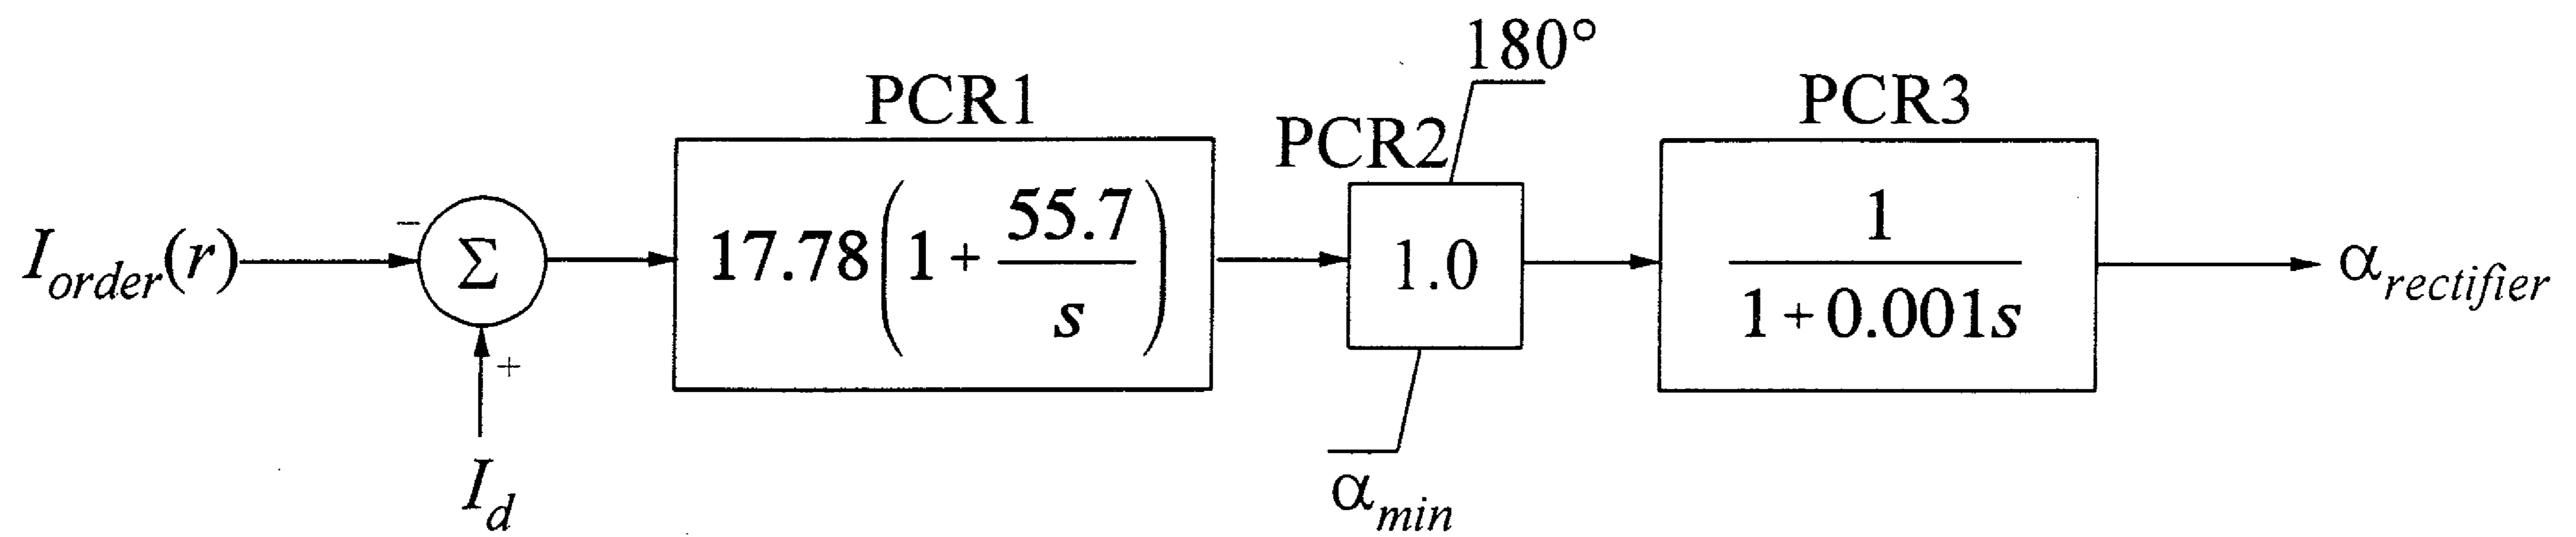 180°
PCR1
PCR2
PCR3
I_order(r)
−
Σ
+
I_d
17.78(1+55.7/s)
1.0
α_min
1/(1+0.001s)
α_rectifier